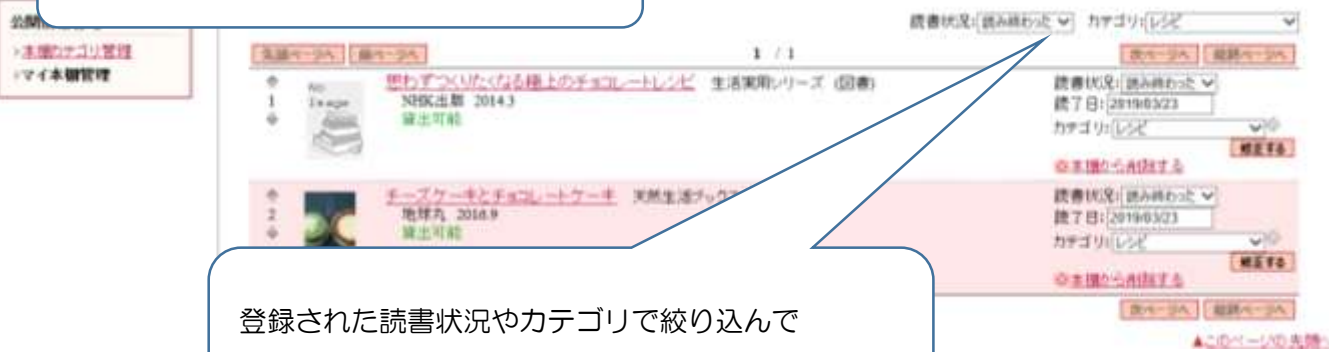 読書状況:読み終わった カテゴリ:レシピ
›本棚カテゴリ管理
›マイ本棚管理
先頭ページへ 前ページへ 1 / 1 次ページへ 最終ページへ
1
No Image
思わずつくりたくなる極上のチョコレートレシピ 生活実用シリーズ (図書)
NHK出版 2014.3
貸出可能
読書状況:読み終わった
読了日:2019/03/23
カテゴリ:レシピ
修正する
本棚から削除する
2
チーズケーキとチョコレートケーキ 天然生活ブックス
地球丸 2016.9
貸出可能
読書状況:読み終わった
読了日:2019/03/23
カテゴリ:レシピ
修正する
本棚から削除する
次ページへ 最終ページへ
▲このページの先頭へ
登録された読書状況やカテゴリで絞り込んで